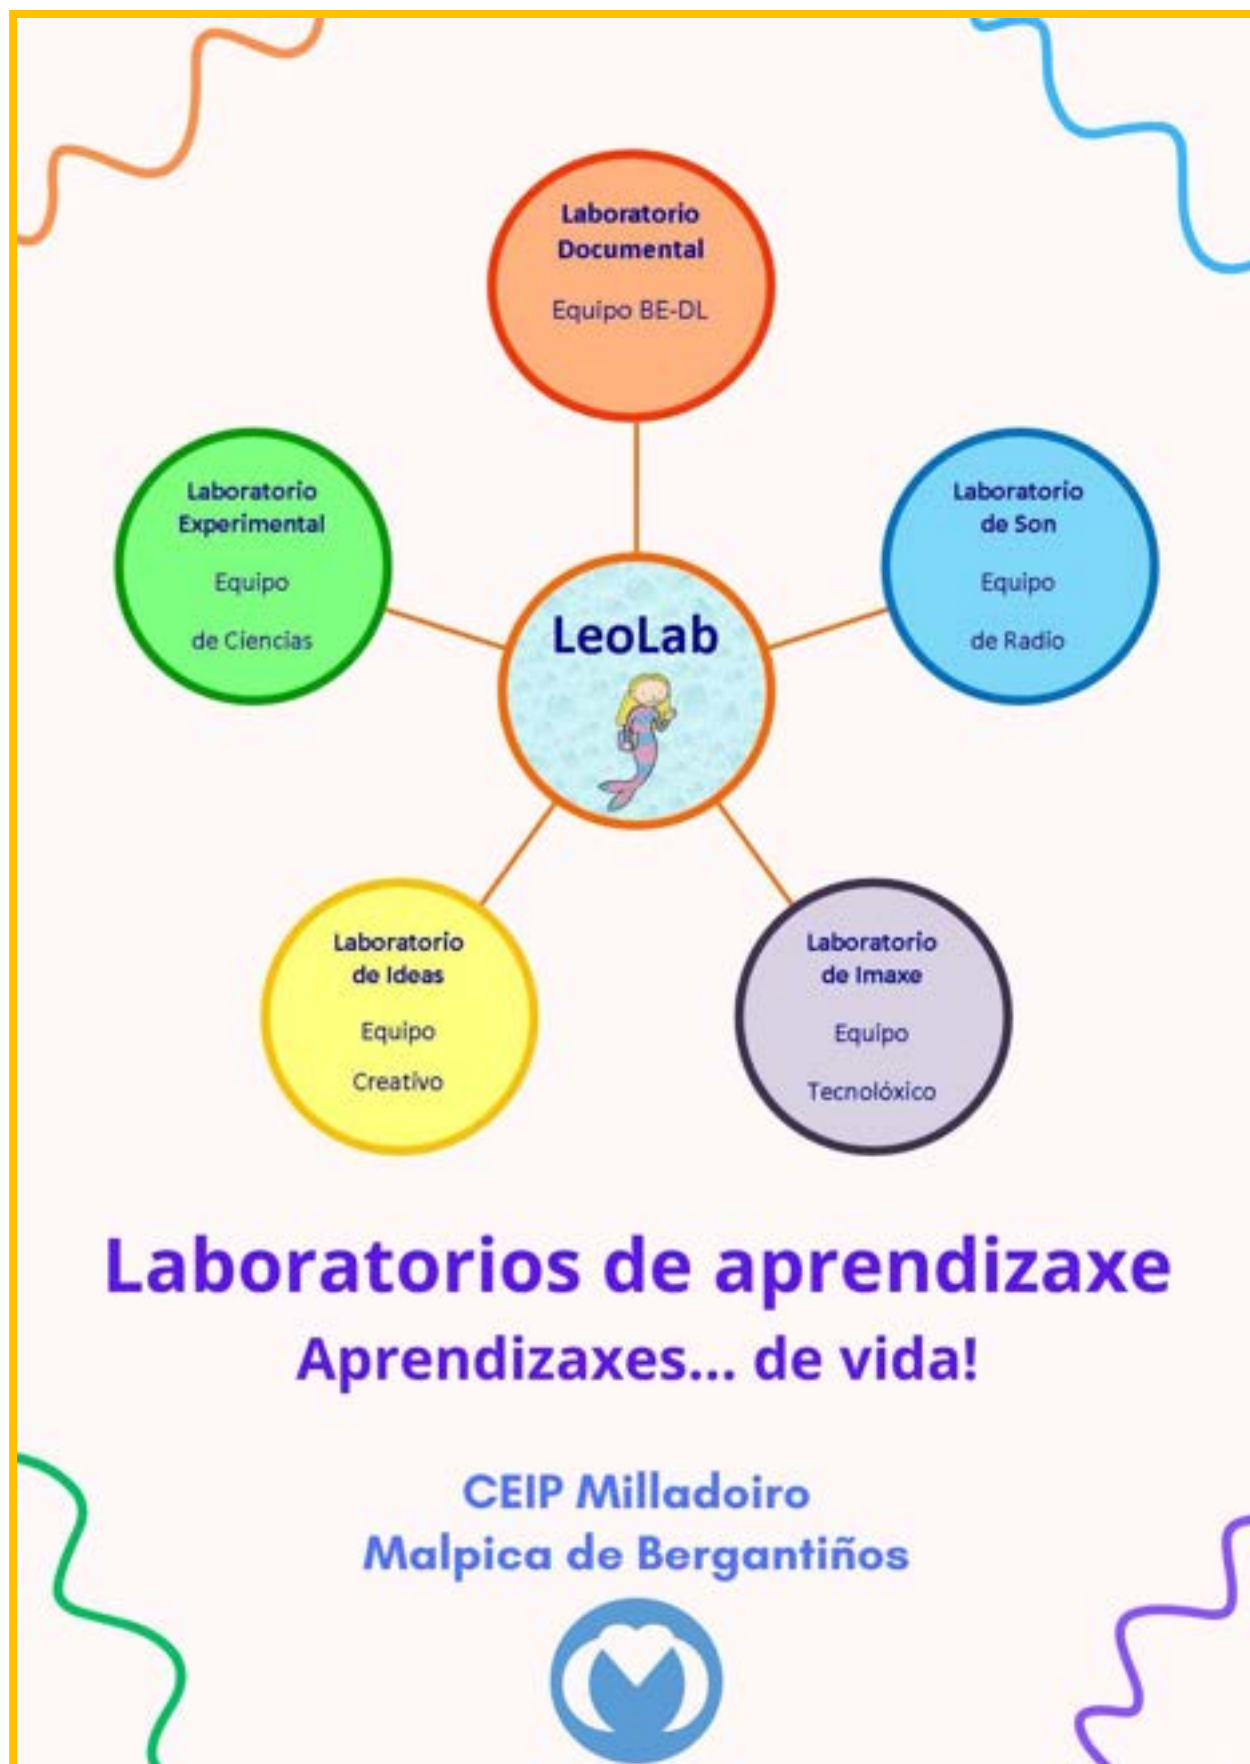 Laboratorio
Documental
Equipo BE-DL
Laboratorio
Experimental
Equipo
de Ciencias
Laboratorio
de Son
Equipo
de Radio
LeoLab
Laboratorio
de Ideas
Equipo
Creativo
Laboratorio
de Imaxe
Equipo
Tecnolóxico
Laboratorios de aprendizaxe
Aprendizaxes... de vida!
CEIP Milladoiro
Malpica de Bergantiños